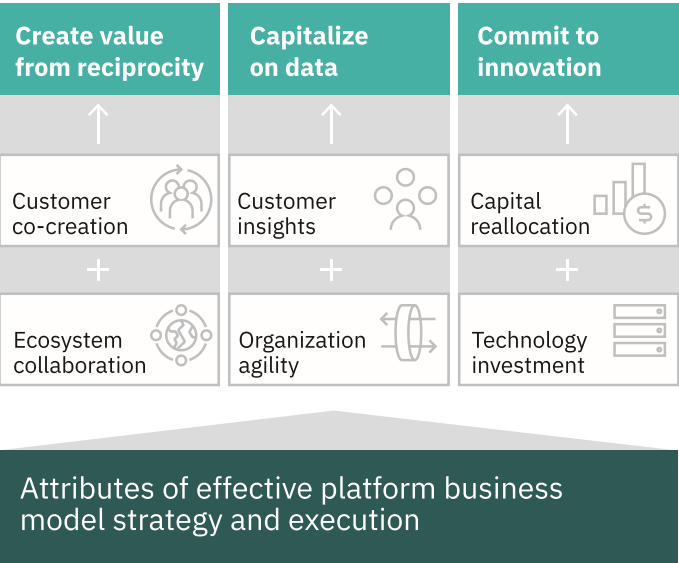 Create value
from reciprocity
Capitalize
on data
Commit to
innovation
Customer
co-creation
Customer
insights
Capital
reallocation
$
+
+
+
Ecosystem
collaboration
Organization
agility
Technology
investment
Attributes of effective platform business
model strategy and execution